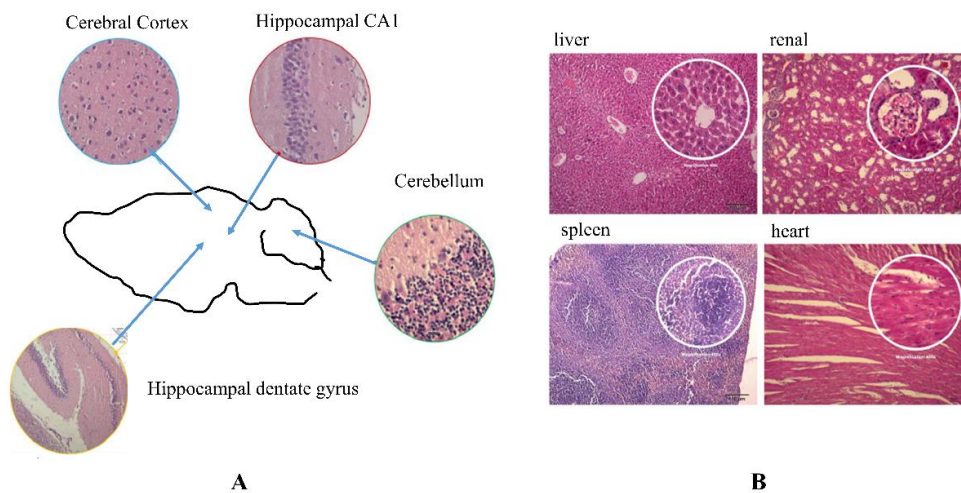 Cerebral Cortex
Hippocampal CA1
Cerebellum
Hippocampal dentate gyrus
A
liver
renal
spleen
heart
B